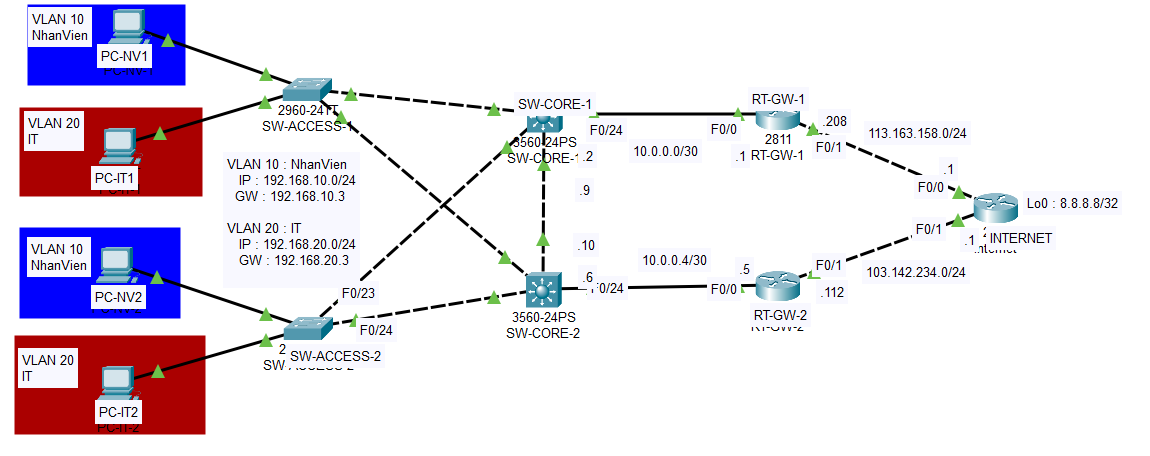 VLAN 10
NhanVien
PC-NV1
VLAN 20
IT
PC-IT1
VLAN 10
NhanVien
PC-NV2
VLAN 20
IT
PC-IT2
2960-24TT
SW-ACCESS-1
VLAN 10 : NhanVien
IP : 192.168.10.0/24
GW : 192.168.10.3
VLAN 20 : IT
IP : 192.168.20.0/24
GW : 192.168.20.3
F0/23
F0/24
SW-ACCESS-2
SW-CORE-1
3560-24PS
SW-CORE-1
.2
F0/24
10.0.0.0/30
F0/0
.1
.9
.10
.6
F0/24
3560-24PS
SW-CORE-2
10.0.0.4/30
.5
F0/0
RT-GW-1
2811
RT-GW-1
.208
F0/1
113.163.158.0/24
.1
F0/0
Lo0 : 8.8.8.8/32
F0/1
.1
INTERNET
F0/1
103.142.234.0/24
.112
RT-GW-2